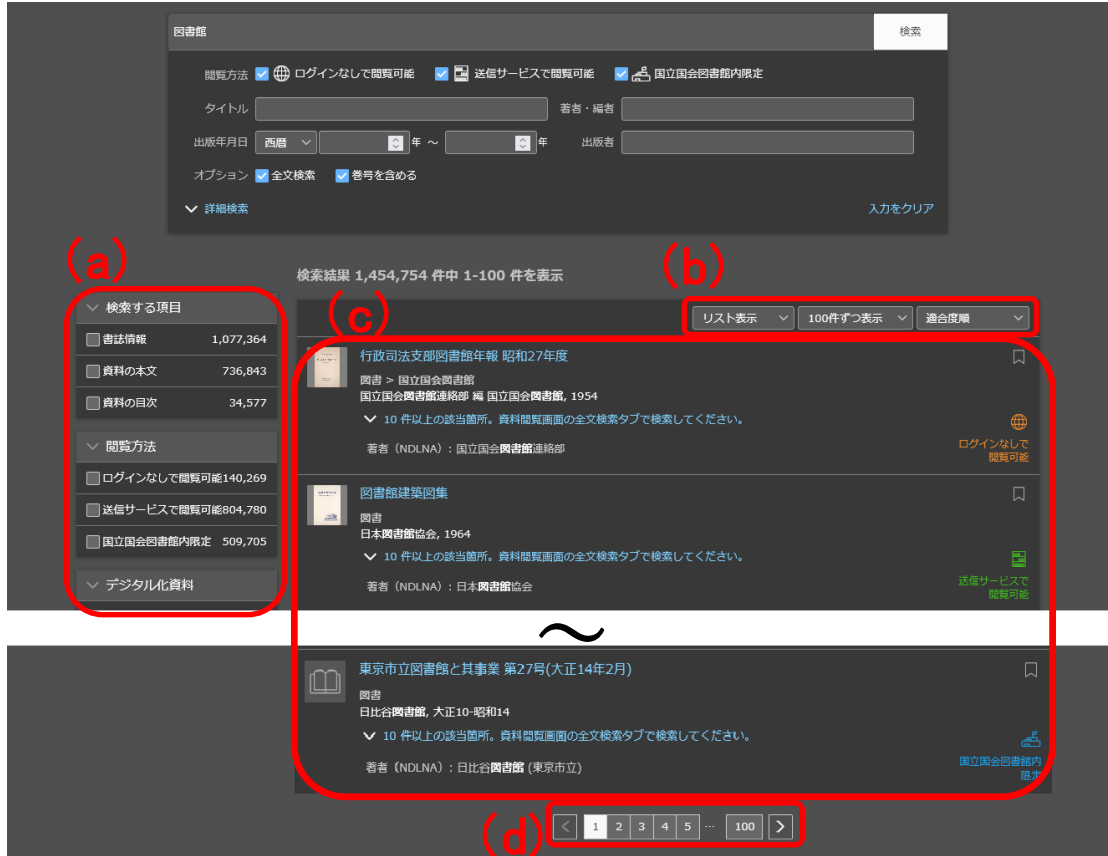 図書館
検索
閲覧方法 ログインなしで閲覧可能 送信サービスで閲覧可能 国立国会図書館内限定
タイトル 著者・編者
出版年月日 西暦 年 ～ 年 出版者
オプション 全文検索 巻号を含める
詳細検索 入力をクリア
(a)
(b)
検索結果 1,454,754 件中 1-100 件を表示
検索する項目
書誌情報 1,077,364
資料の本文 736,843
資料の目次 34,577
閲覧方法
ログインなしで閲覧可能140,269
送信サービスで閲覧可能804,780
国立国会図書館内限定 509,705
デジタル化資料
(c)
リスト表示 100件ずつ表示 適合度順
行政司法支部図書館年報 昭和27年度
図書 > 国立国会図書館
国立国会図書館連絡部 編 国立国会図書館, 1954
10 件以上の該当箇所。資料閲覧画面の全文検索タブで検索してください。
著者（NDLNA）: 国立国会図書館連絡部
ログインなしで
閲覧可能
図書館建築図集
図書
日本図書館協会, 1964
10 件以上の該当箇所。資料閲覧画面の全文検索タブで検索してください。
著者（NDLNA）: 日本図書館協会
送信サービスで
閲覧可能
～
東京市立図書館と其事業 第27号(大正14年2月)
図書
日比谷図書館, 大正10-昭和14
10 件以上の該当箇所。資料閲覧画面の全文検索タブで検索してください。
著者（NDLNA）: 日比谷図書館 (東京市立)
国立国会図書館内
限定
(d)
< 1 2 3 4 5 … 100 >